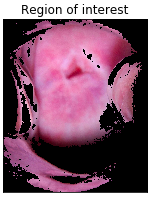 Region of interest